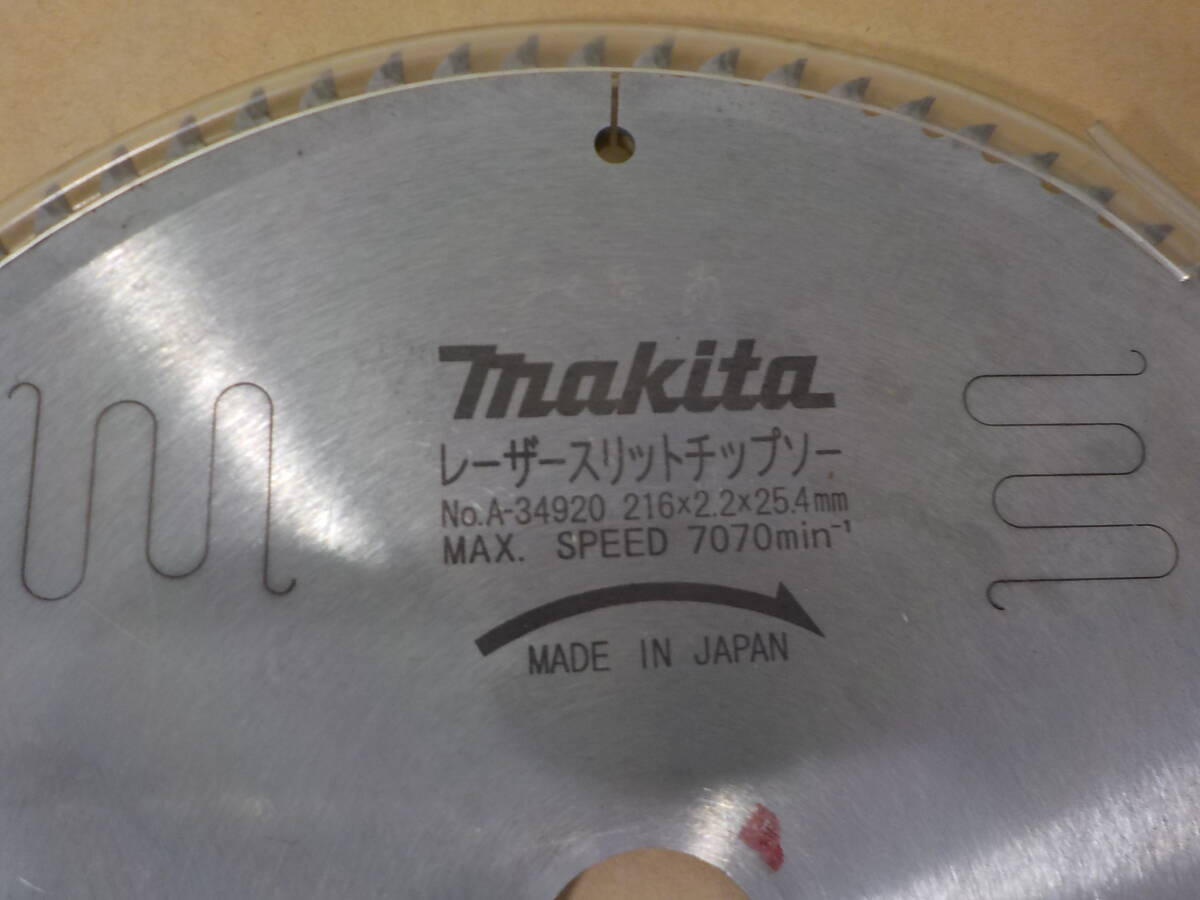 makita
レーザースリットチップソー
No.A-34920 216×2.2×25.4mm
MAX. SPEED 7070min⁻¹
MADE IN JAPAN